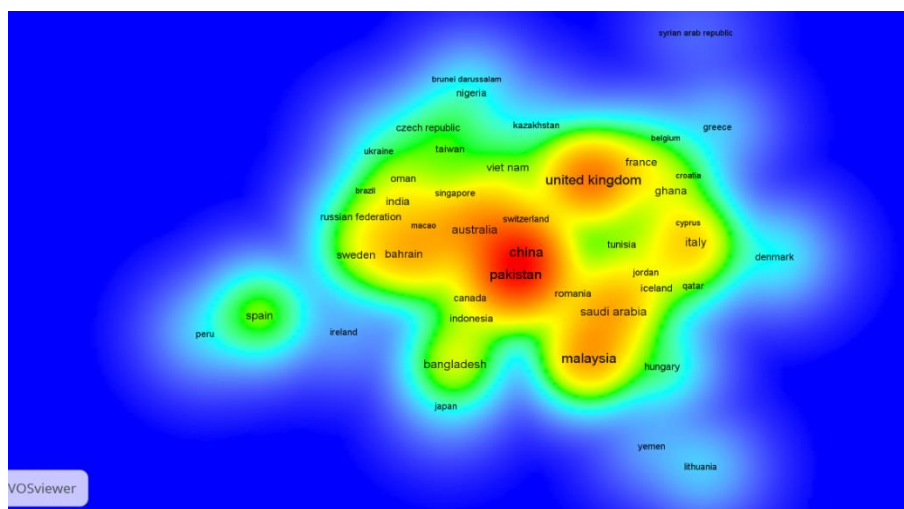 syrian arab republic
brunei darussalam
nigeria
czech republic
kazakhstan
greece
belgium
ukraine
taiwan
viet nam
france
united kingdom
croatia
oman
brazil
singapore
ghana
india
russian federation
macao
switzerland
cyprus
australia
tunisia
italy
sweden
bahrain
china
denmark
pakistan
jordan
iceland
qatar
canada
romania
spain
indonesia
saudi arabia
peru
ireland
bangladesh
malaysia
hungary
japan
yemen
lithuania
VOSviewer